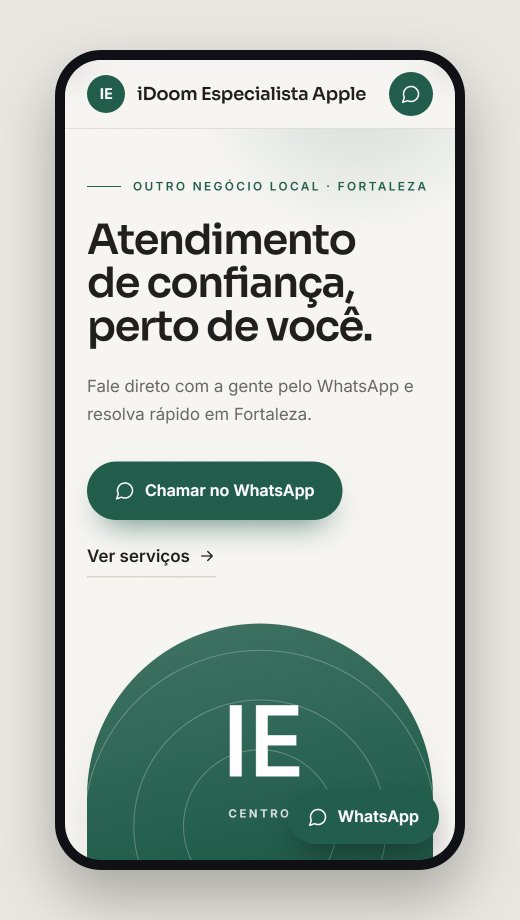 IE
iDoom Especialista Apple
OUTRO NEGÓCIO LOCAL · FORTALEZA
Atendimento
de confiança,
perto de você.
Fale direto com a gente pelo WhatsApp e
resolva rápido em Fortaleza.
Chamar no WhatsApp
Ver serviços →
IE
CENTRO
WhatsApp